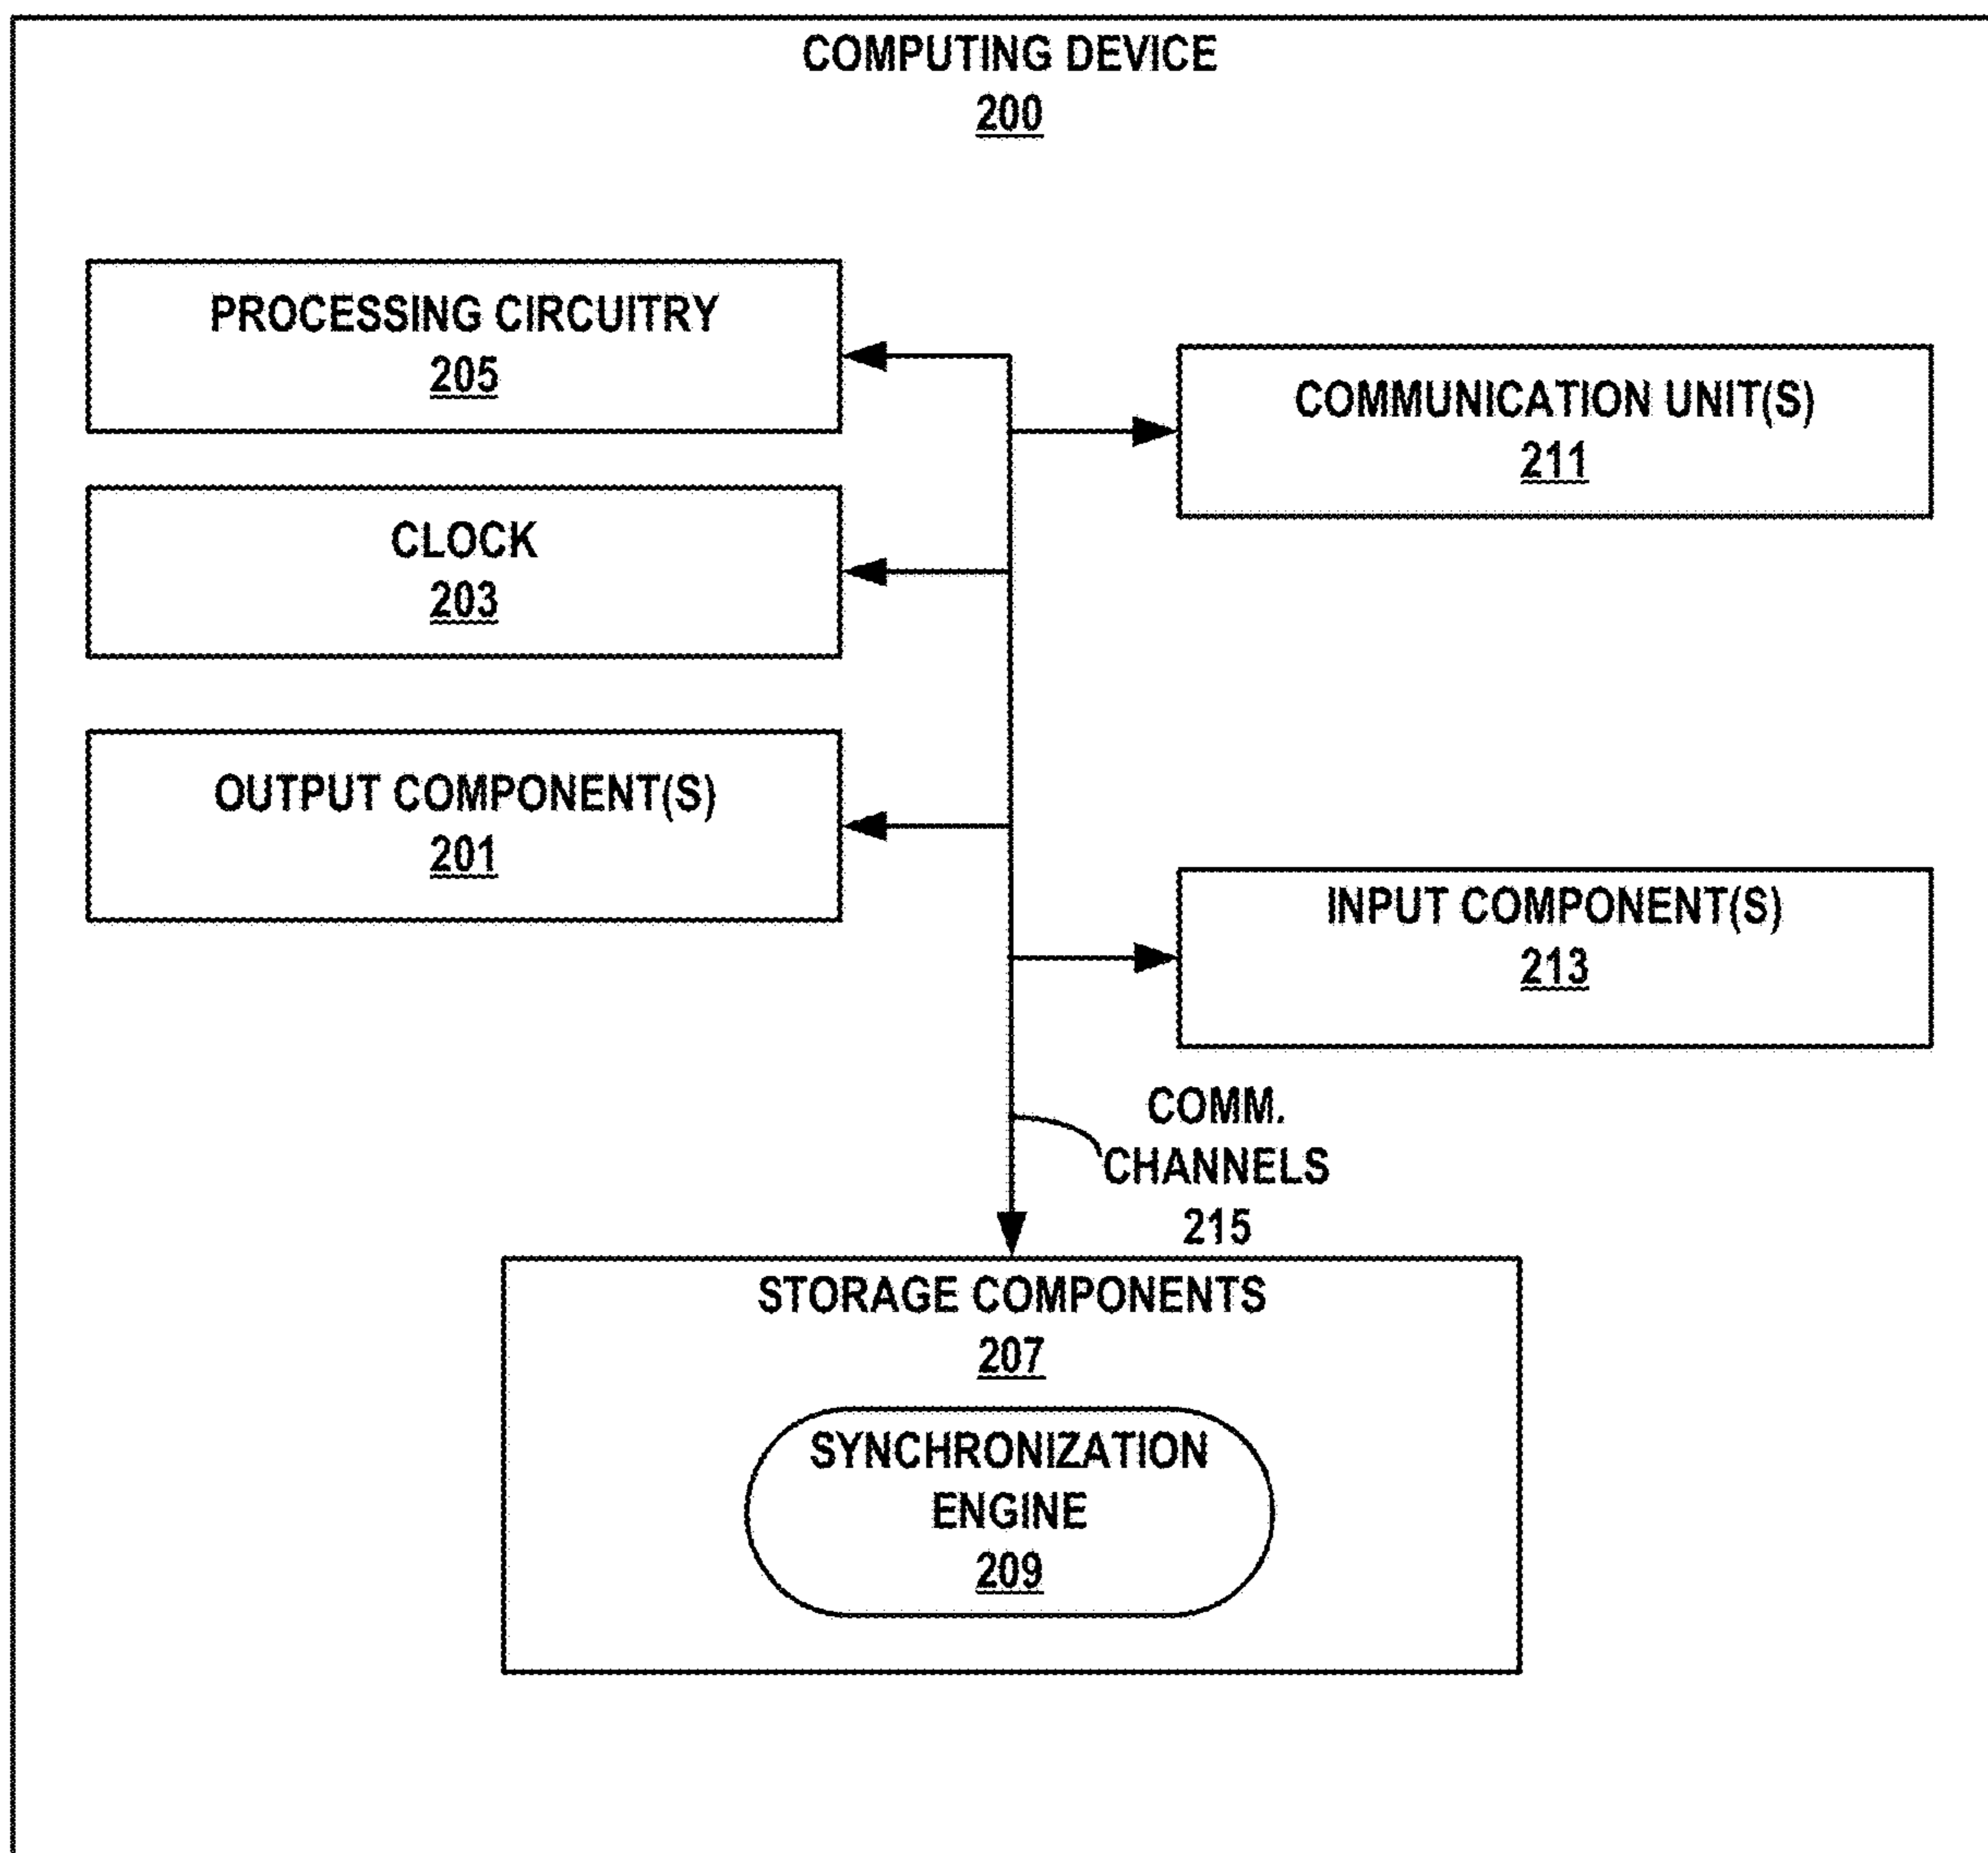 COMPUTING DEVICE
200
PROCESSING CIRCUITRY
205
COMMUNICATION UNIT(S)
211
CLOCK
203
OUTPUT COMPONENT(S)
201
INPUT COMPONENT(S)
213
COMM.
CHANNELS
215
STORAGE COMPONENTS
207
SYNCHRONIZATION
ENGINE
209